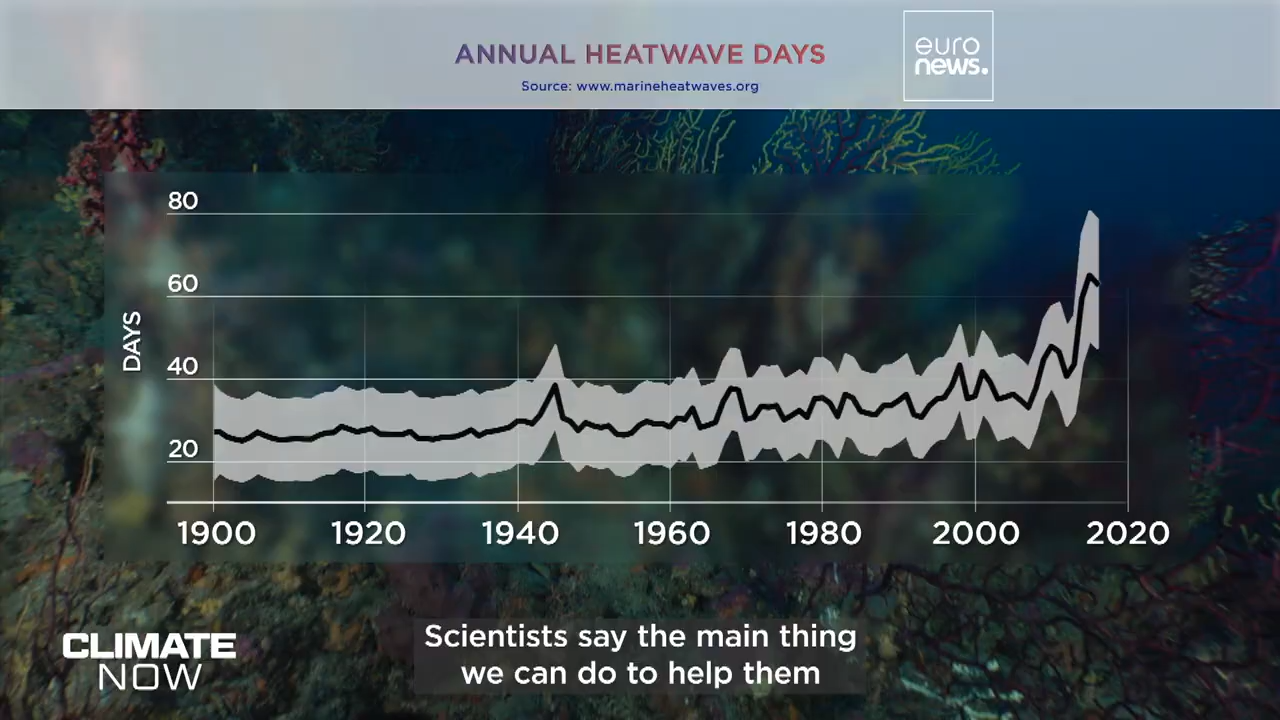 ANNUAL HEATWAVE DAYS
Source: www.marineheatwaves.org
euro
news.
80
60
DAYS
40
20
1900 1920 1940 1960 1980 2000 2020
CLIMATE
NOW
Scientists say the main thing
we can do to help them